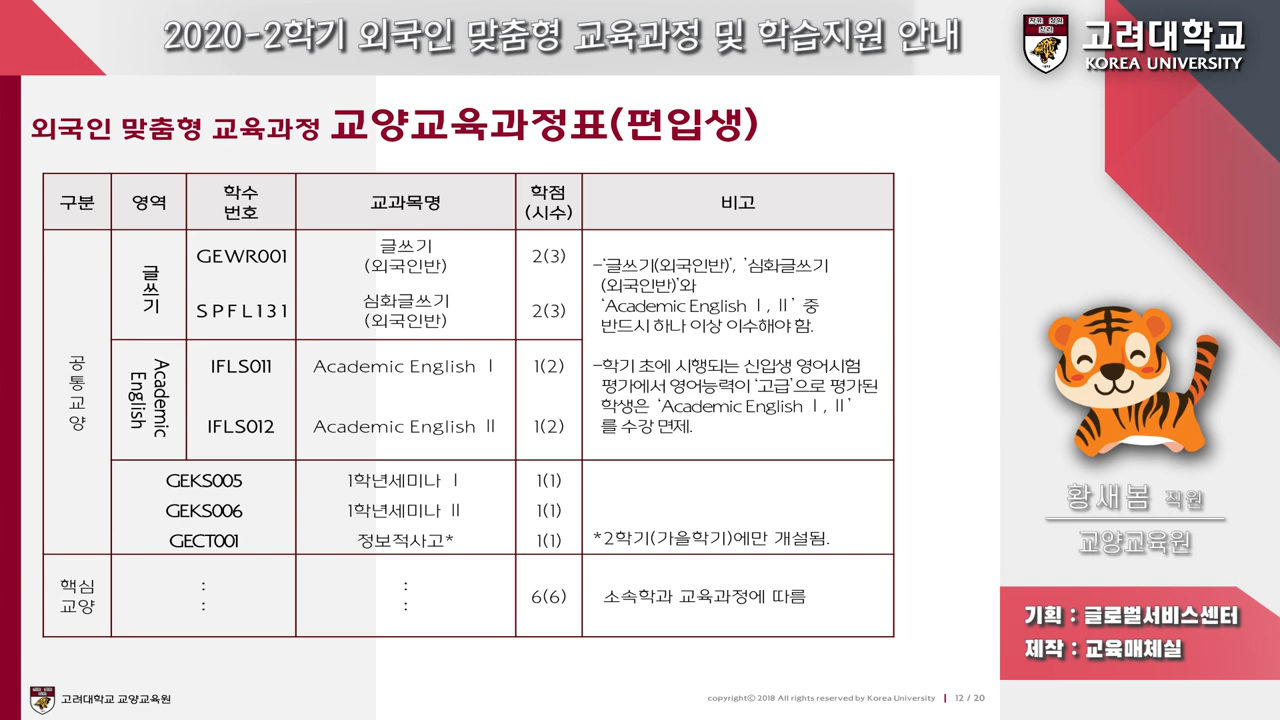 2020-2학기 외국인 맞춤형 교육과정 및 학습지원 안내
고려대학교
KOREA UNIVERSITY
외국인 맞춤형 교육과정 교양교육과정표(편입생)
구분
영역
학수
번호
교과목명
학점
(시수)
비고
공통교양
글쓰기
GEWR001
글쓰기
(외국인반)
2(3)
SPFL131
심화글쓰기
(외국인반)
2(3)
–'글쓰기(외국인반)', '심화글쓰기
(외국인반)'와
'Academic English Ⅰ, Ⅱ' 중
반드시 하나 이상 이수해야 함.
Academic
English
IFLS011
Academic English Ⅰ
1(2)
IFLS012
Academic English Ⅱ
1(2)
–학기 초에 시행되는 신입생 영어시험
평가에서 영어능력이 '고급'으로 평가된
학생은 'Academic English Ⅰ, Ⅱ'
를 수강 면제.
GEKS005
1학년세미나 Ⅰ
1(1)
GEKS006
1학년세미나 Ⅱ
1(1)
GECT001
정보적사고*
1(1)
*2학기(가을학기)에만 개설됨.
핵심
교양
:
:
:
:
6(6)
소속학과 교육과정에 따름
황새봄 직원
교양교육원
기획 : 글로벌서비스센터
제작 : 교육매체실
고려대학교 교양교육원
copyrightⓒ 2018 All rights reserved by Korea University | 12 / 20